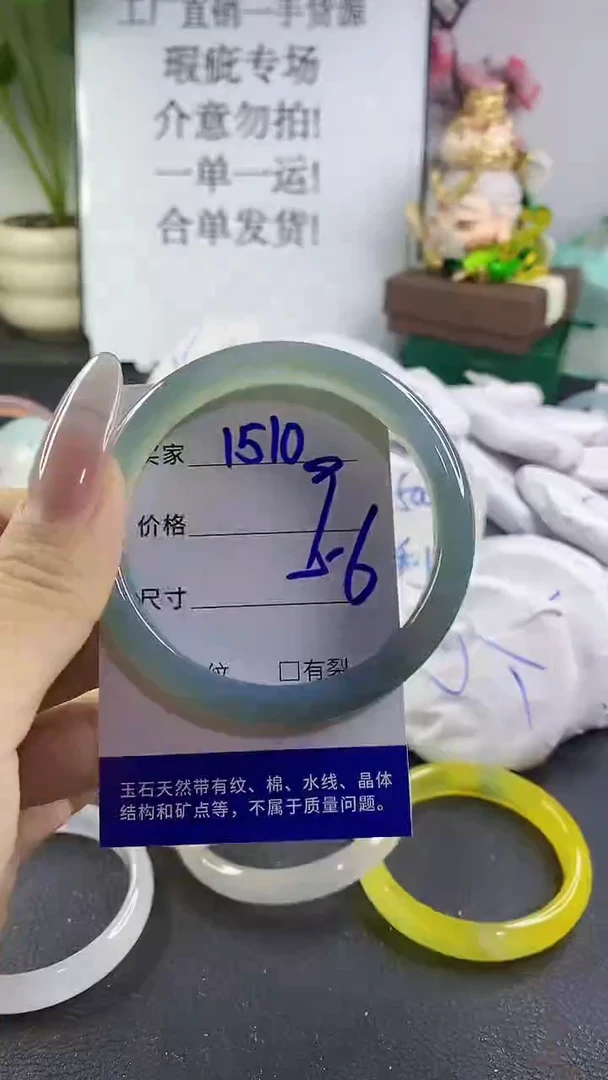 工厂直销一手货源
瑕疵专场
介意勿拍!
一单一运!
合单发货!
买家 1510
价格
尺寸 56
纹 □有裂
玉石天然带有纹、棉、水线、晶体
结构和矿点等，不属于质量问题。